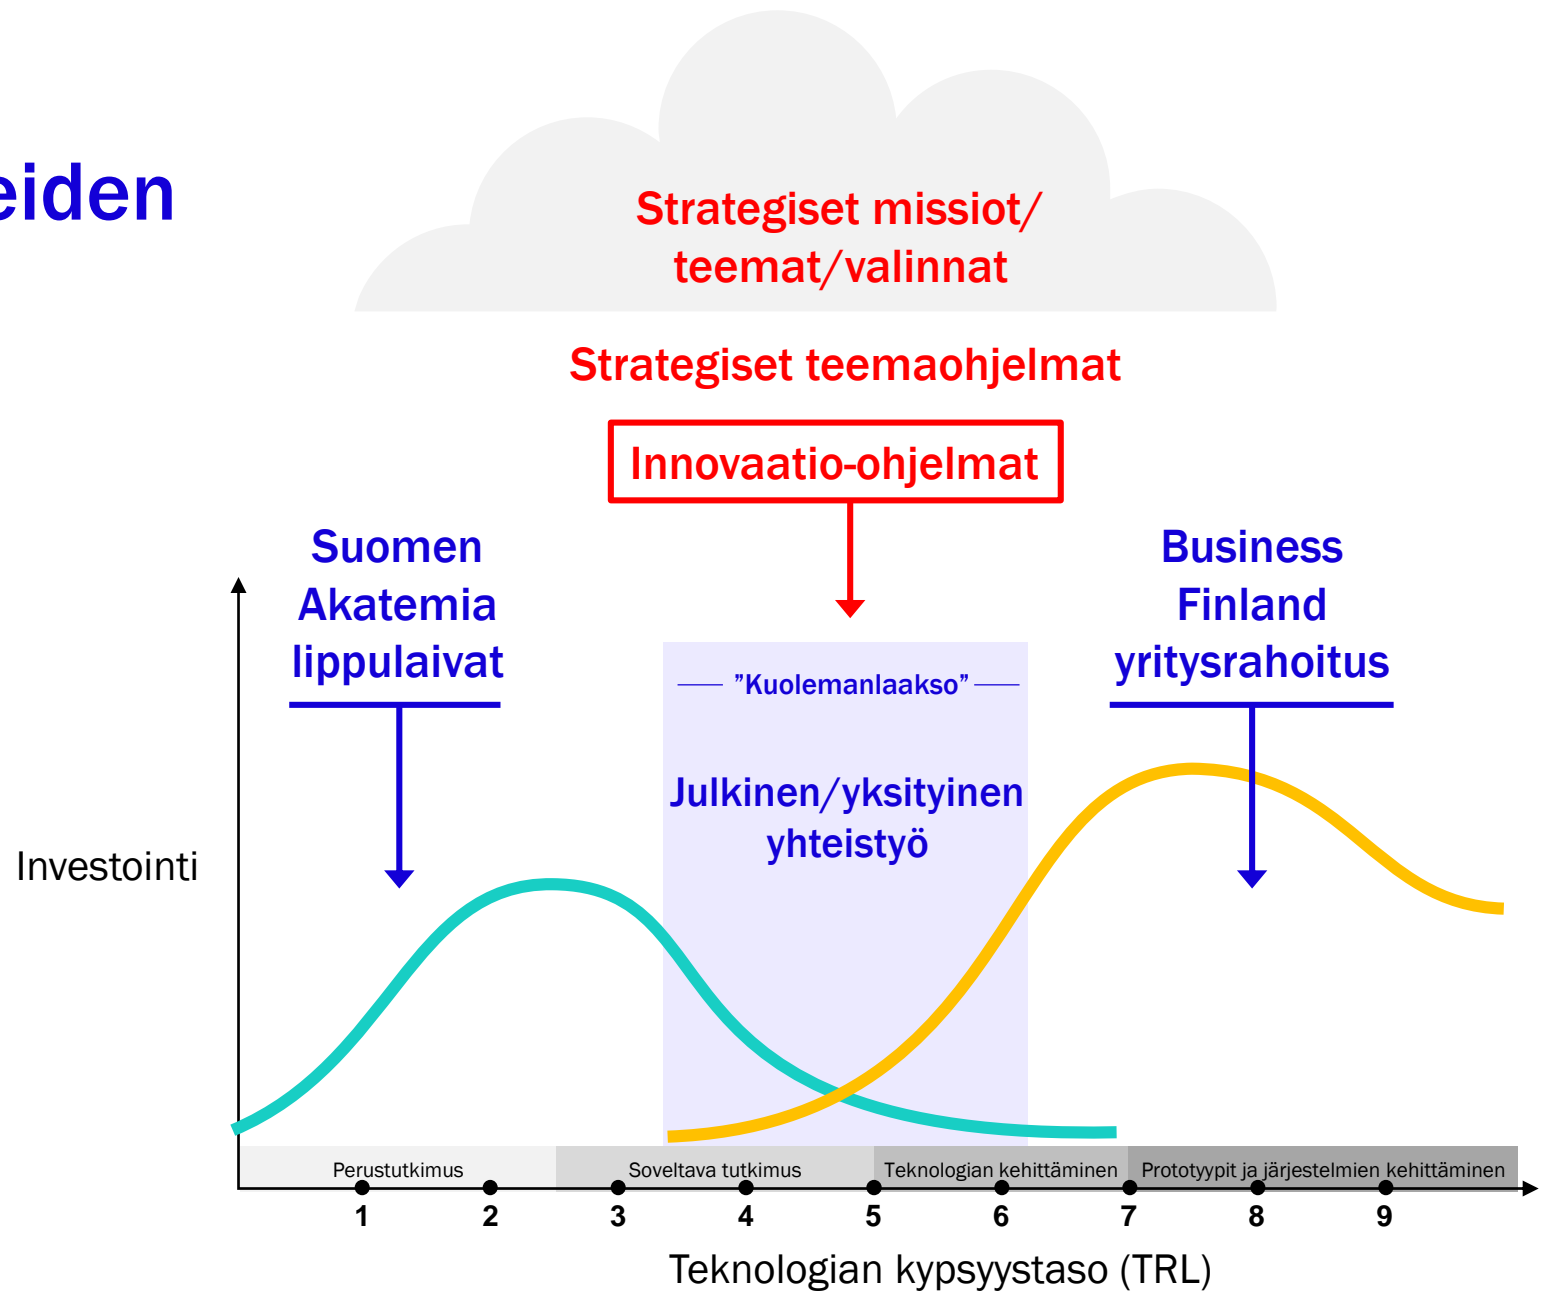 eiden
Strategiset missiot/
teemat/valinnat
Strategiset teemaohjelmat
Innovaatio-ohjelmat
Suomen
Akatemia
lippulaivat
Business
Finland
yritysrahoitus
”Kuolemanlaakso”
Julkinen/yksityinen
yhteistyö
Investointi
Perustutkimus
Soveltava tutkimus
Teknologian kehittäminen
Prototyypit ja järjestelmien kehittäminen
1 2 3 4 5 6 7 8 9
Teknologian kypsyystaso (TRL)